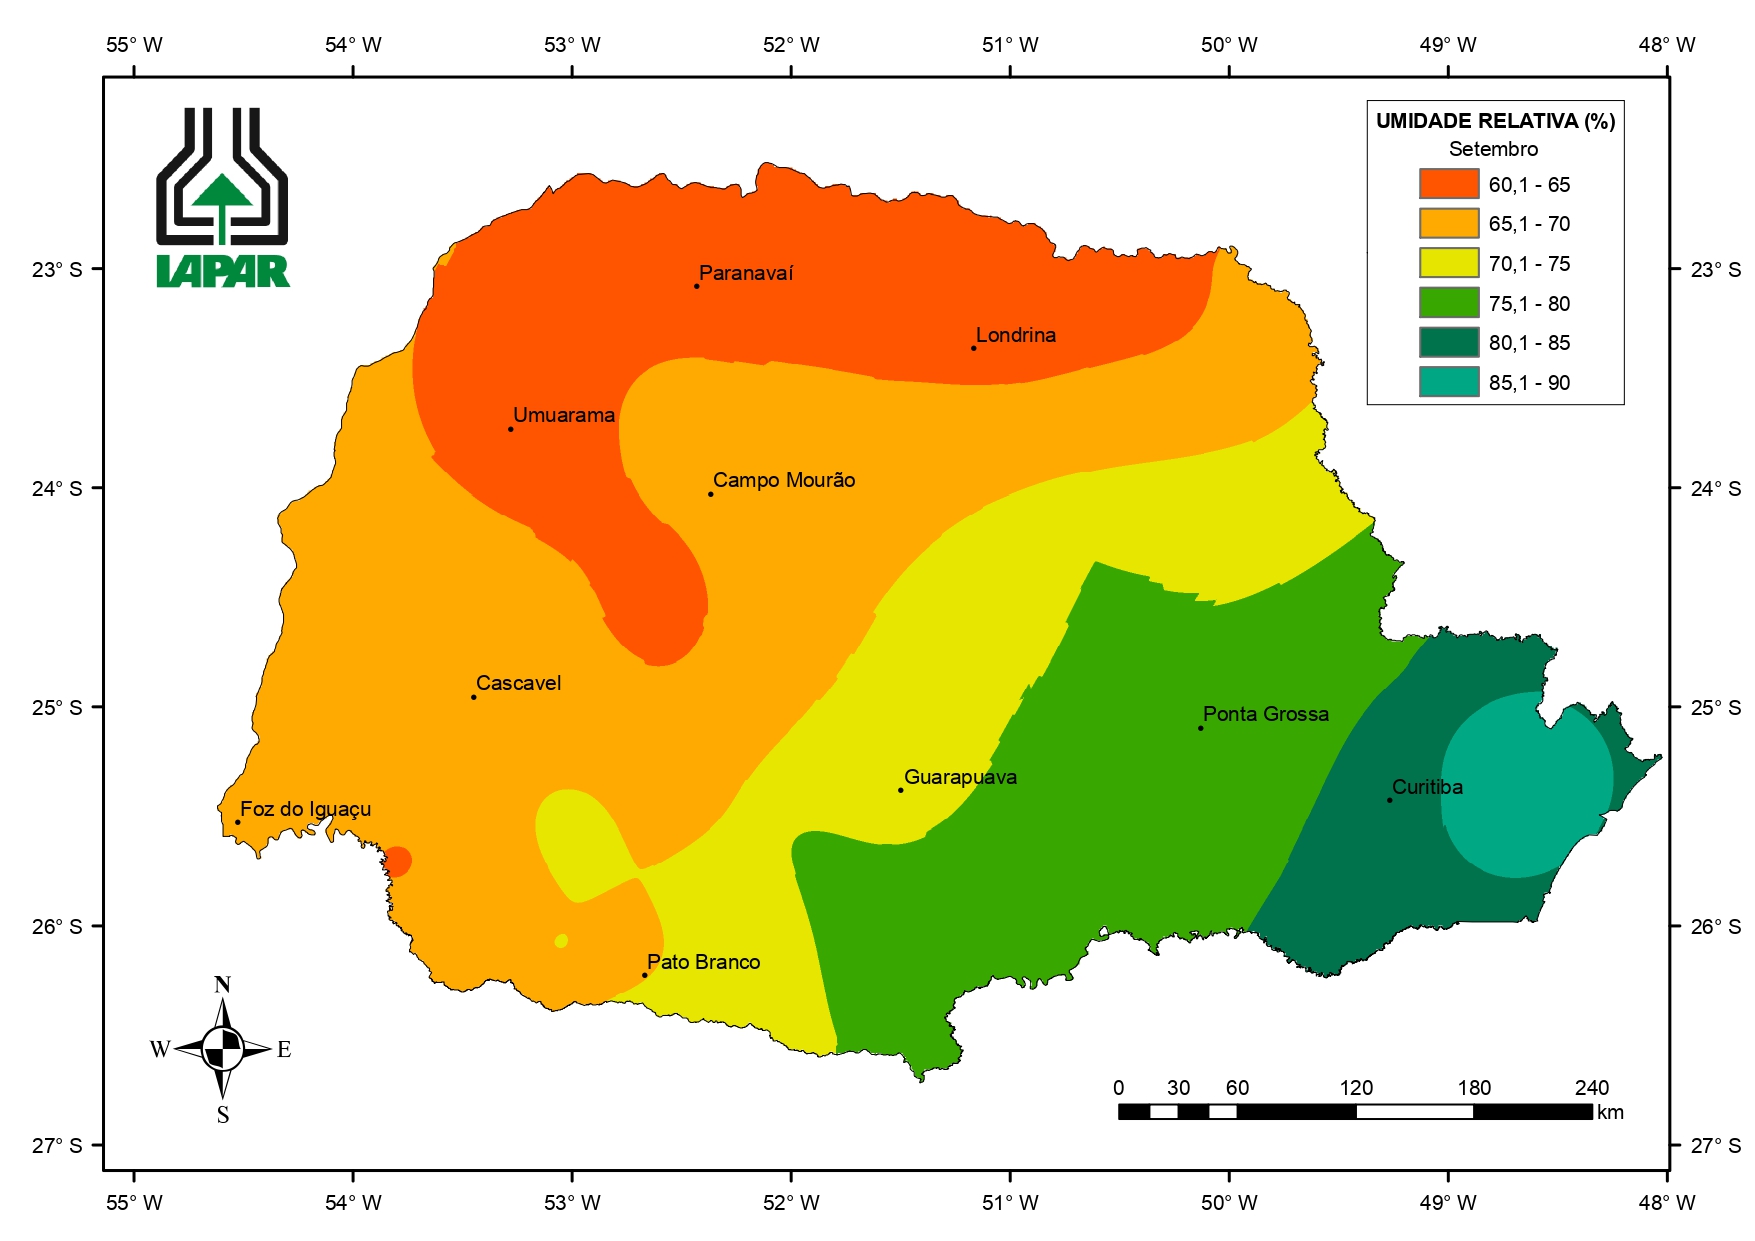 55° W 54° W 53° W 52° W 51° W 50° W 49° W 48° W
UMIDADE RELATIVA (%)
Setembro
60,1 - 65
65,1 - 70
70,1 - 75
75,1 - 80
80,1 - 85
85,1 - 90
IAPAR
23° S 23° S
Paranavaí
Londrina
Umuarama
Campo Mourão
24° S 24° S
Cascavel
25° S 25° S
Ponta Grossa
Guarapuava
Curitiba
Foz do Iguaçu
26° S 26° S
Pato Branco
N
W E
S
0 30 60 120 180 240
km
27° S 27° S
55° W 54° W 53° W 52° W 51° W 50° W 49° W 48° W